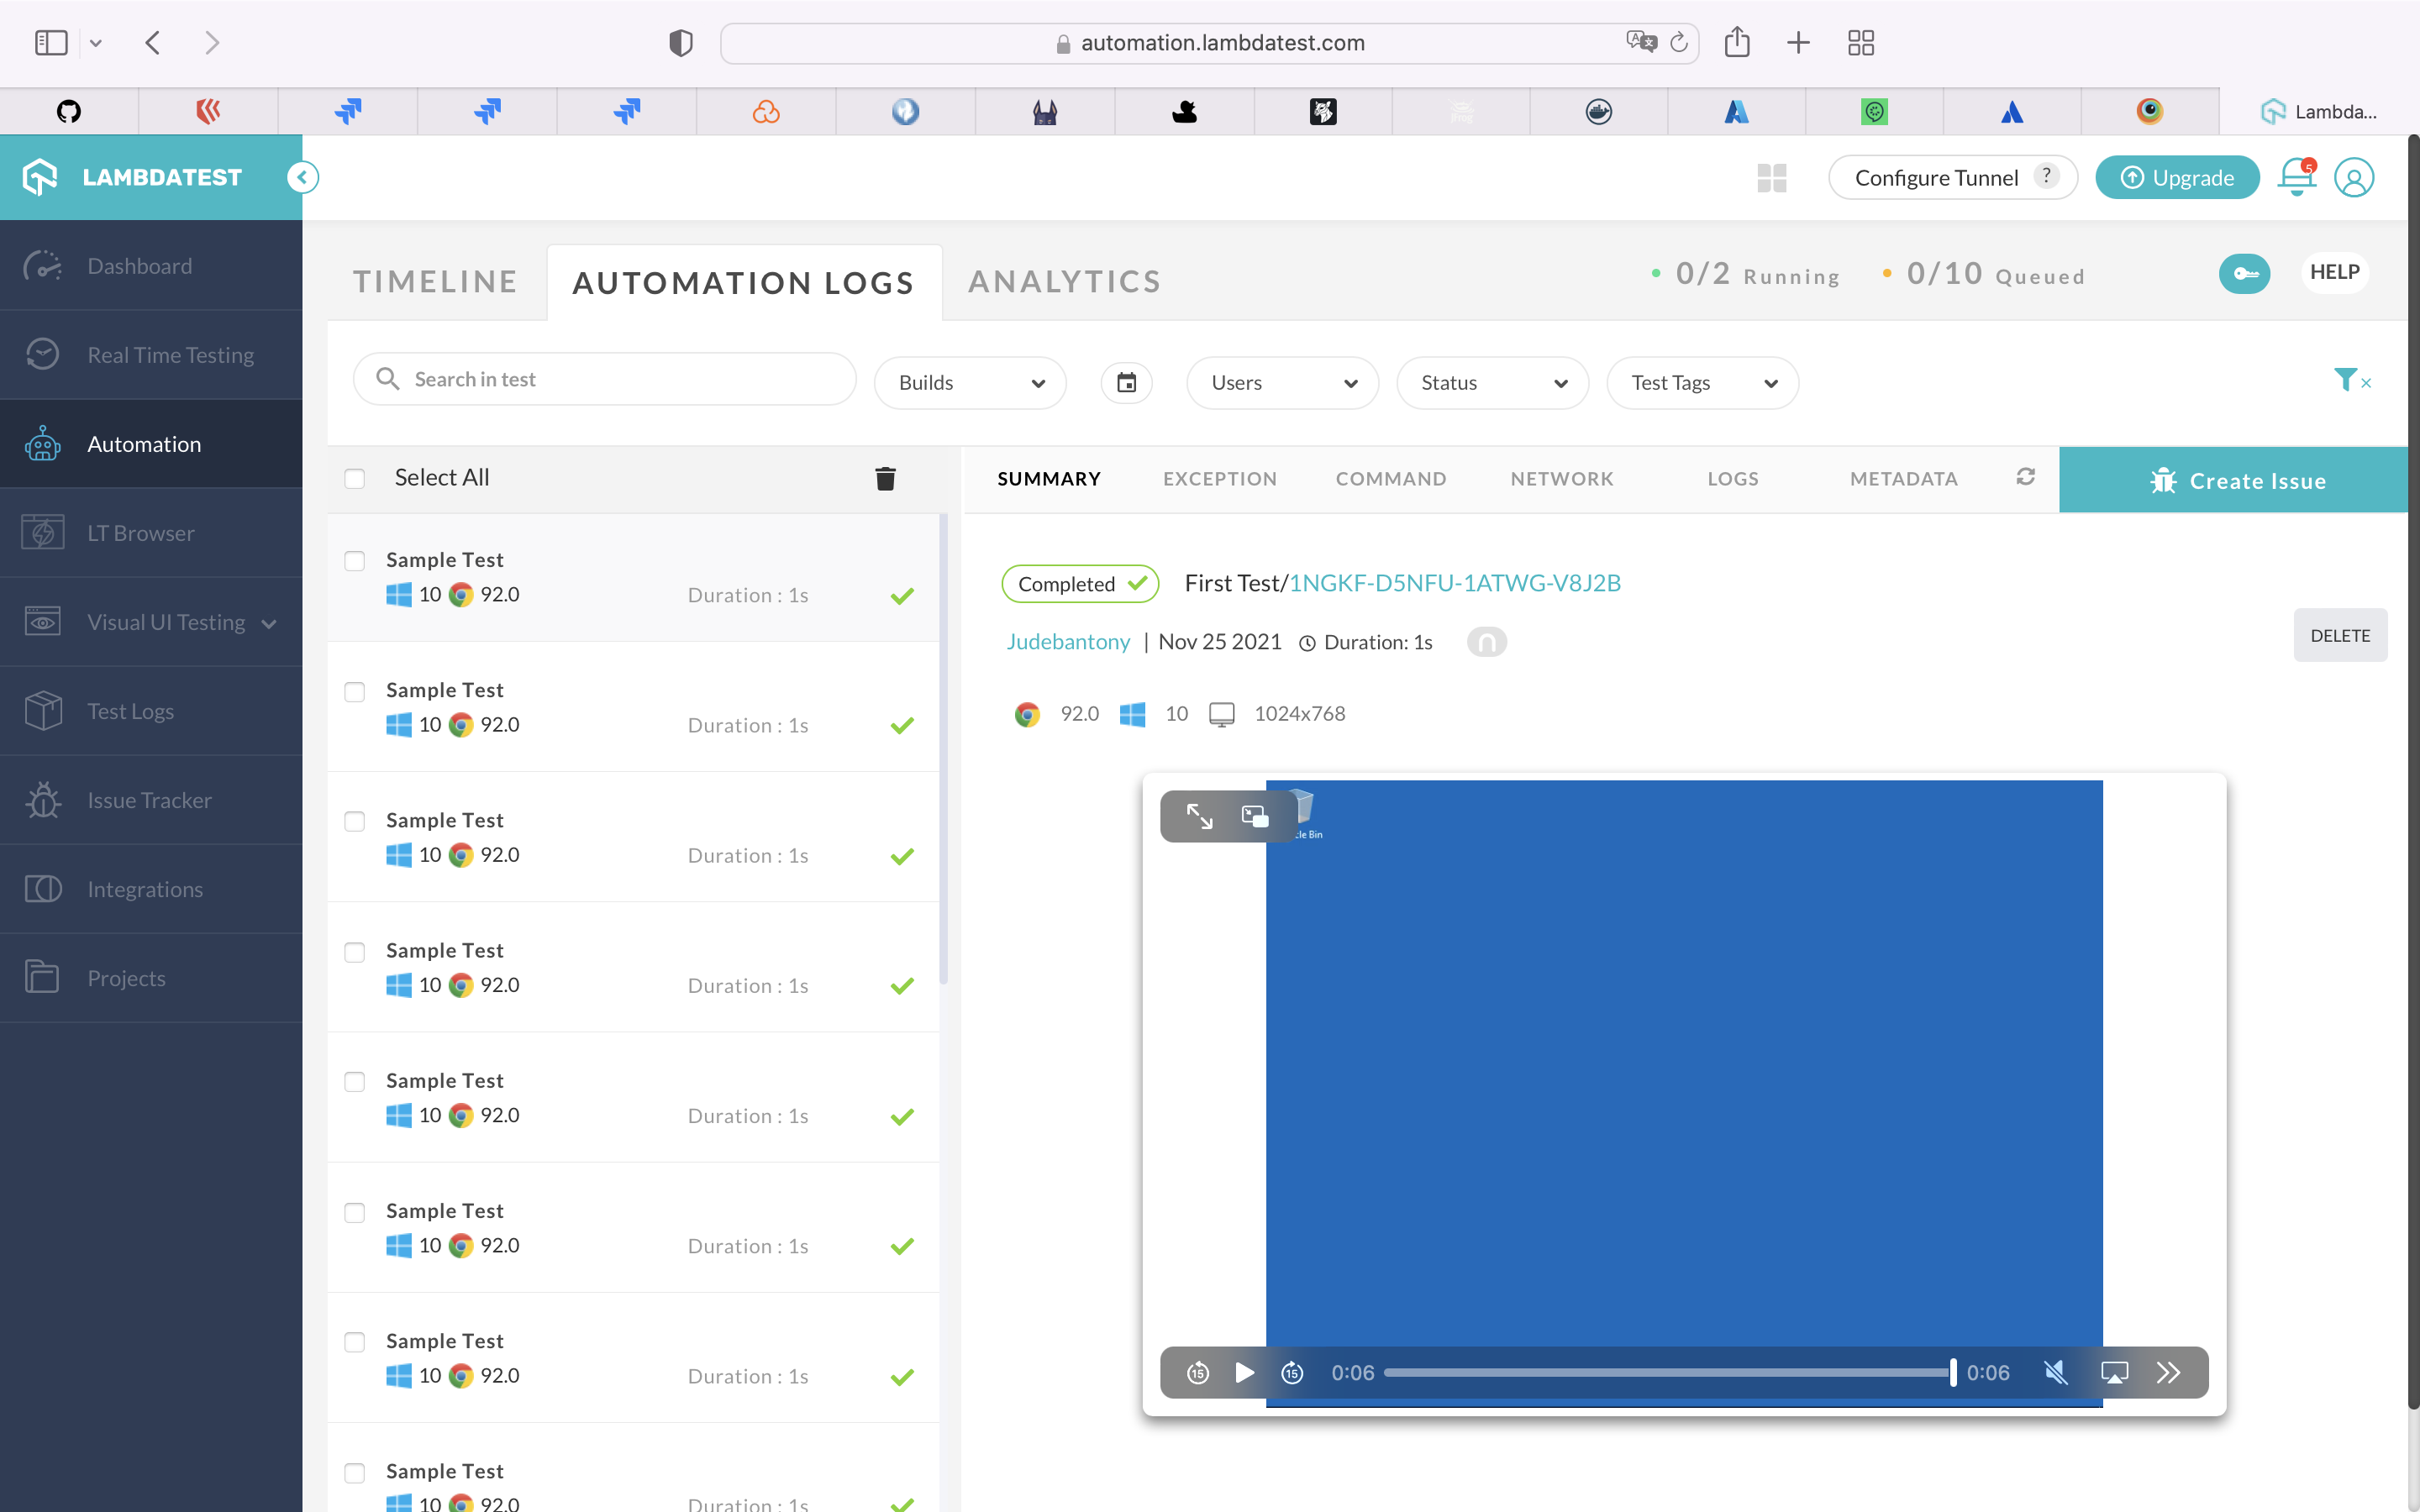 automation.lambdatest.com
Lambda...
LAMBDATEST
Configure Tunnel ?
Upgrade
5
Dashboard
Real Time Testing
Automation
LT Browser
Visual UI Testing
Test Logs
Issue Tracker
Integrations
Projects
TIMELINE
AUTOMATION LOGS
ANALYTICS
0/2 Running
0/10 Queued
HELP
Search in test
Builds
Users
Status
Test Tags
Select All
Sample Test
10 92.0 Duration : 1s
Sample Test
10 92.0 Duration : 1s
Sample Test
10 92.0 Duration : 1s
Sample Test
10 92.0 Duration : 1s
Sample Test
10 92.0 Duration : 1s
Sample Test
10 92.0 Duration : 1s
Sample Test
10 92.0 Duration : 1s
Sample Test
10 92.0 Duration : 1s
SUMMARY
EXCEPTION
COMMAND
NETWORK
LOGS
METADATA
Create Issue
Completed
First Test/1NGKF-D5NFU-1ATWG-V8J2B
Judebantony | Nov 25 2021 Duration: 1s
DELETE
92.0 10 1024x768
cle Bin
15 15 0:06 0:06